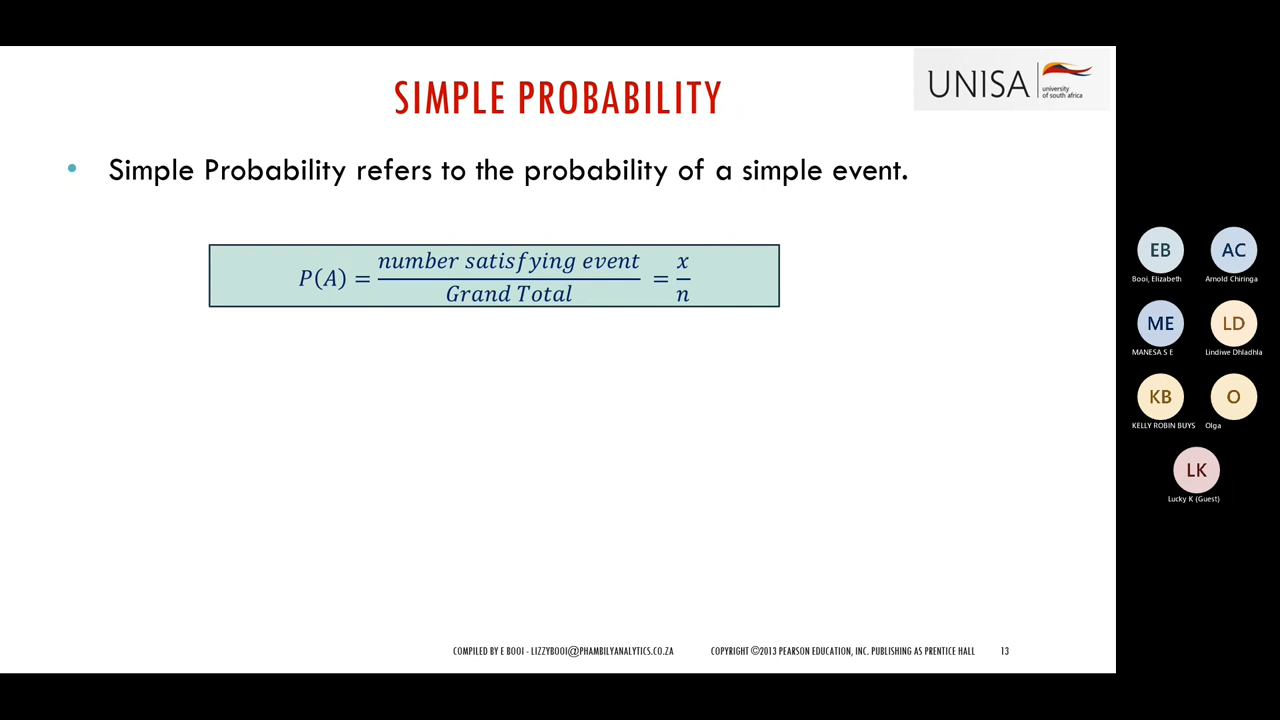 SIMPLE PROBABILITY
UNISA
university
of south africa
• Simple Probability refers to the probability of a simple event.
P(A) = number satisfying event / Grand Total = x / n
EB
Booi, Elizabeth
AC
Arnold Chiringa
ME
MANESA S E
LD
Lindiwe Dhladhla
KB
KELLY ROBIN BUYS
O
Olga
LK
Lucky K (Guest)
COMPILED BY E BOOI - LIZZYBOOI@PHAMBILYANALYTICS.CO.ZA COPYRIGHT ©2013 PEARSON EDUCATION, INC. PUBLISHING AS PRENTICE HALL 13